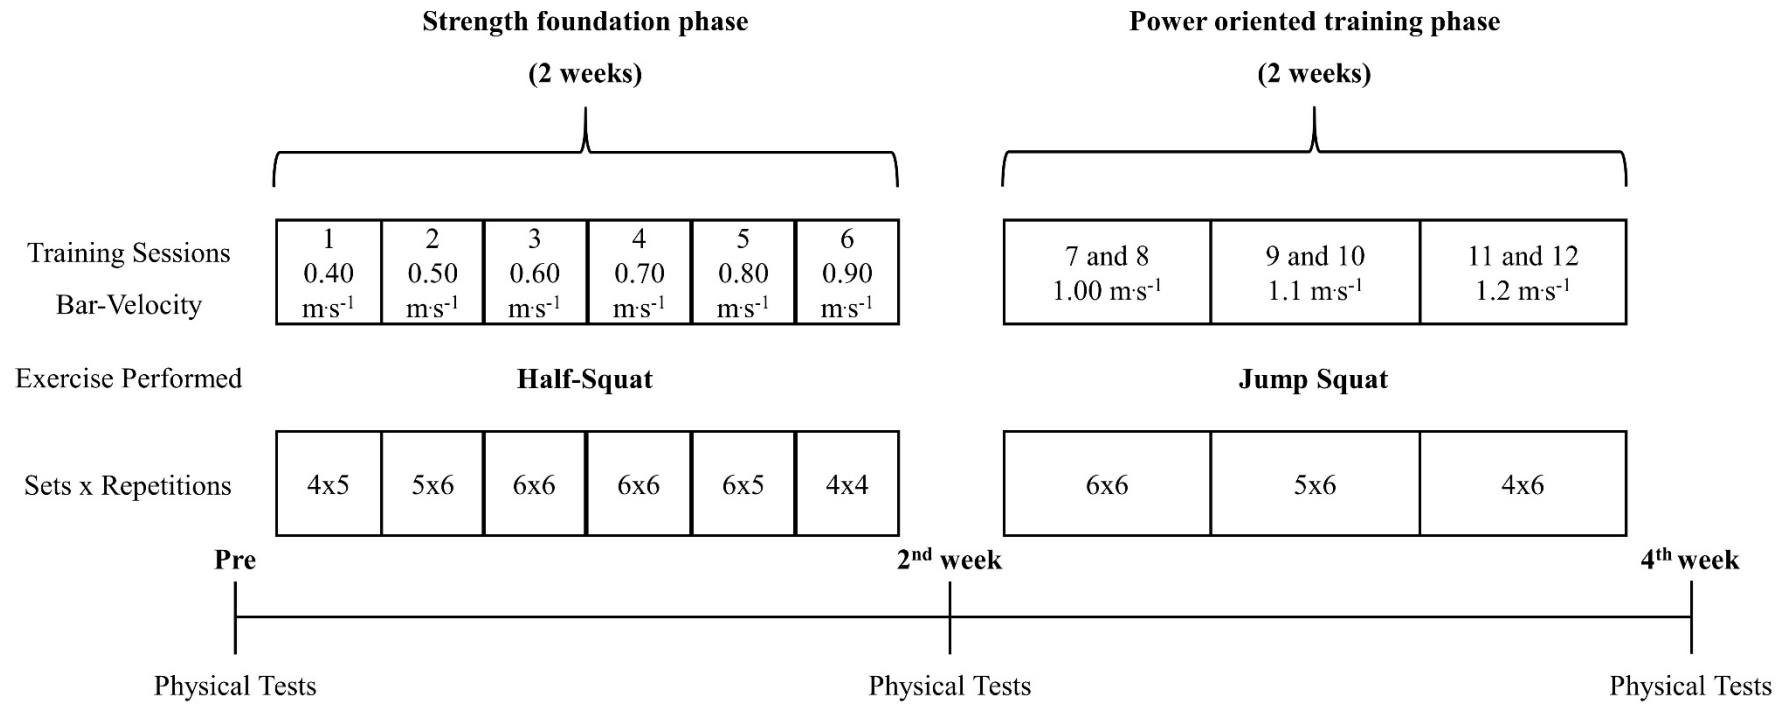 Strength foundation phase
(2 weeks)
Power oriented training phase
(2 weeks)
Training Sessions
Bar-Velocity
1
0.40
m·s-1
2
0.50
m·s-1
3
0.60
m·s-1
4
0.70
m·s-1
5
0.80
m·s-1
6
0.90
m·s-1
7 and 8
1.00 m·s-1
9 and 10
1.1 m·s-1
11 and 12
1.2 m·s-1
Exercise Performed
Half-Squat
Jump Squat
Sets x Repetitions
4x5
5x6
6x6
6x6
6x5
4x4
6x6
5x6
4x6
Pre
2nd week
4th week
Physical Tests
Physical Tests
Physical Tests